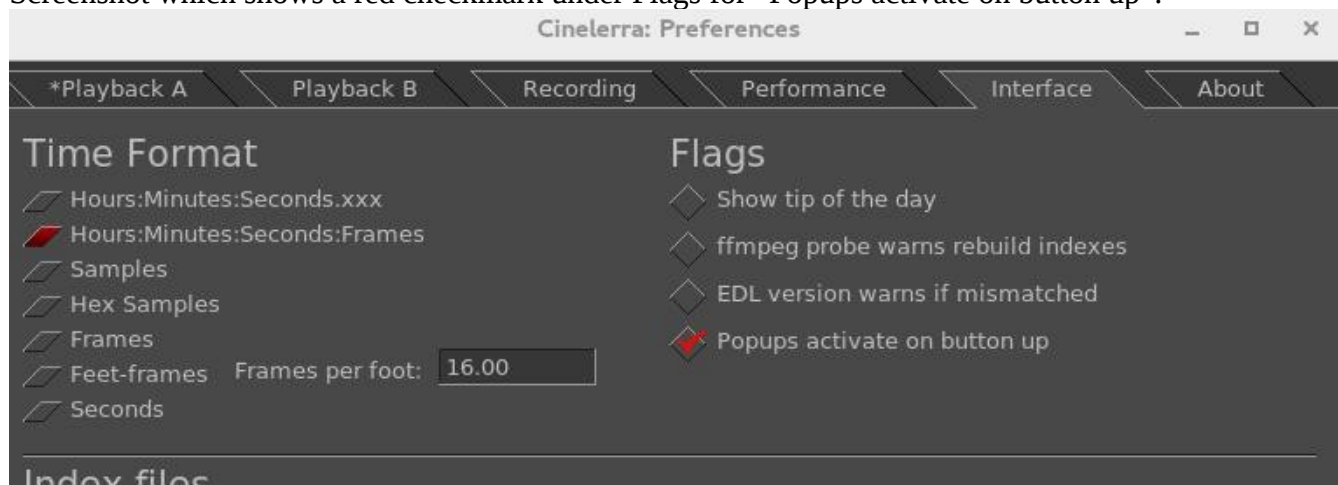 Screenshot which shows a red checkmark under Flags for "Popups activate on button up".
Cinelerra: Preferences
*Playback A
Playback B
Recording
Performance
Interface
About
Time Format
Hours:Minutes:Seconds.xxx
Hours:Minutes:Seconds:Frames
Samples
Hex Samples
Frames
Feet-frames Frames per foot: 16.00
Seconds
Flags
Show tip of the day
ffmpeg probe warns rebuild indexes
EDL version warns if mismatched
Popups activate on button up
Index files